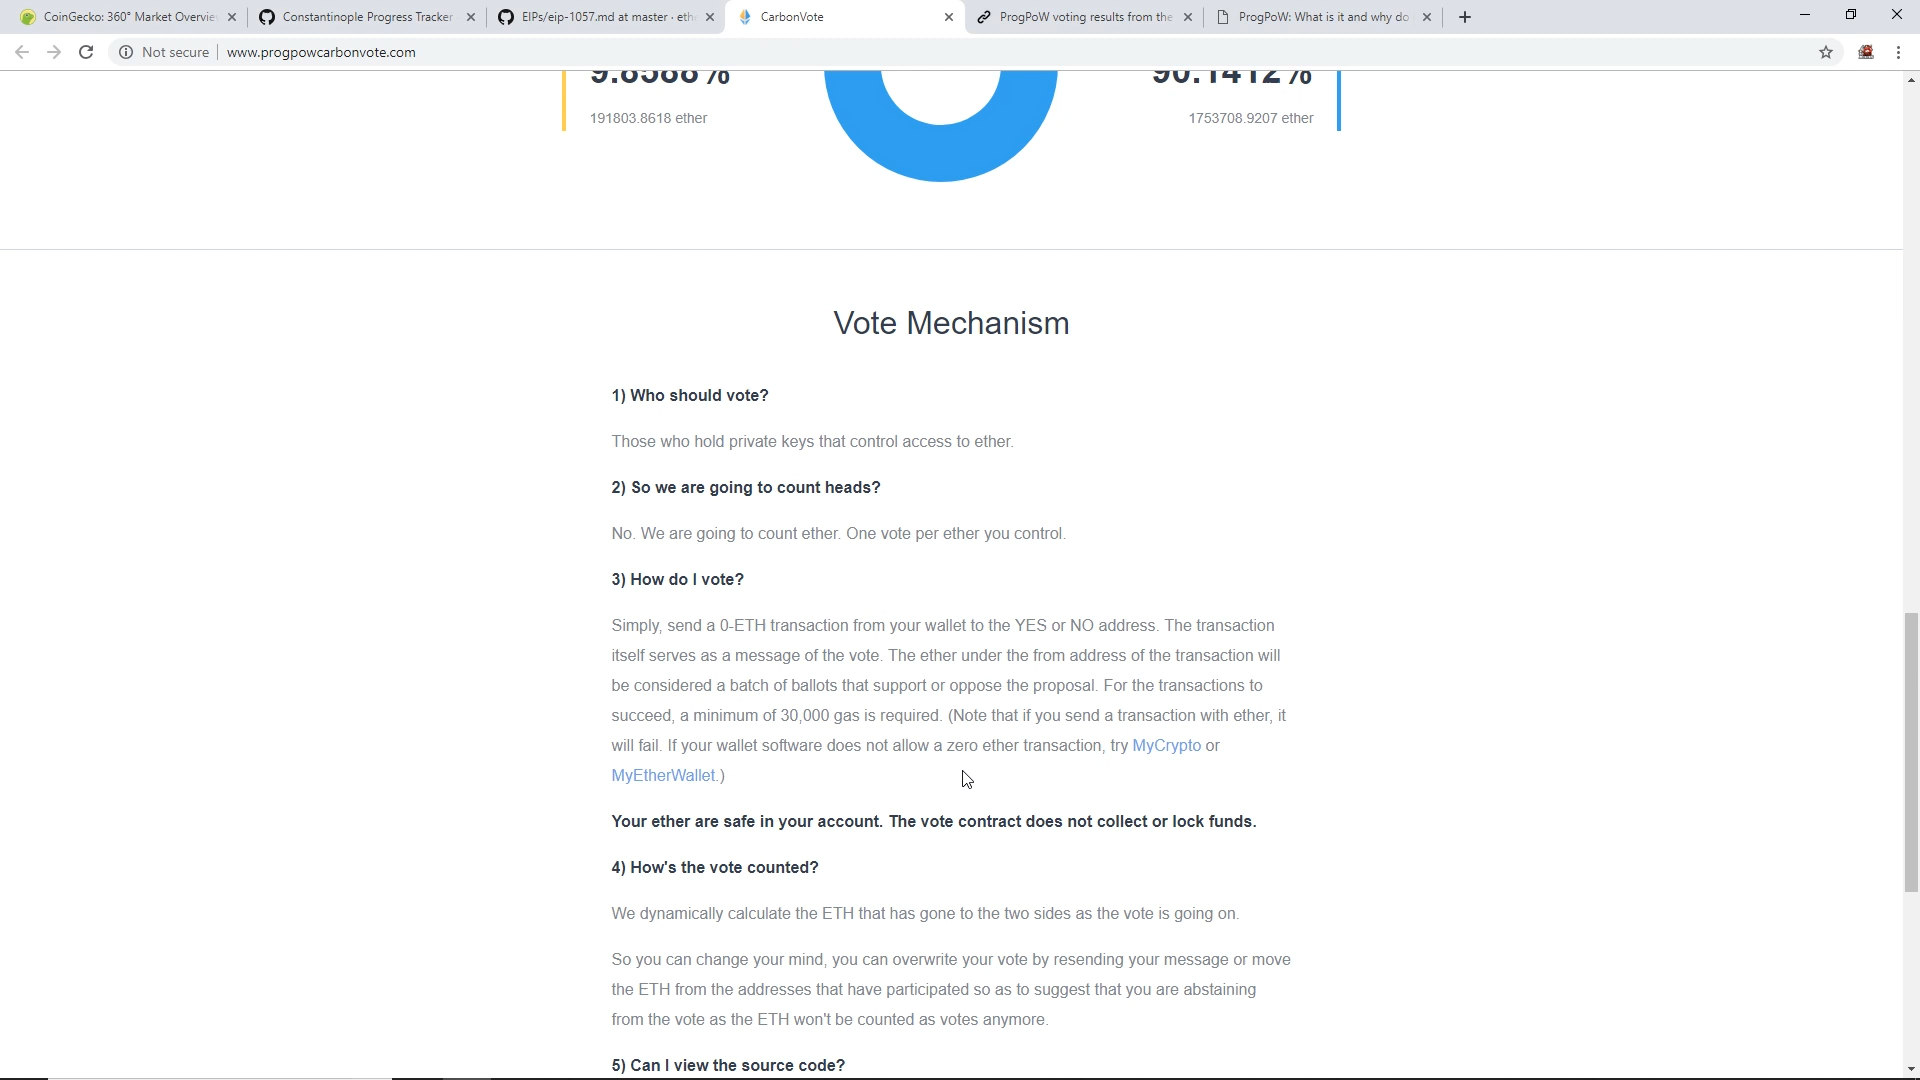 CoinGecko: 360° Market Overvie
Constantinople Progress Tracker
EIPs/eip-1057.md at master · eth
CarbonVote
ProgPoW voting results from the
ProgPoW: What is it and why do
Not secure
www.progpowcarbonvote.com
9.8588%
90.1412%
191803.8618 ether
1753708.9207 ether
Vote Mechanism
1) Who should vote?
Those who hold private keys that control access to ether.
2) So we are going to count heads?
No. We are going to count ether. One vote per ether you control.
3) How do I vote?
Simply, send a 0-ETH transaction from your wallet to the YES or NO address. The transaction
itself serves as a message of the vote. The ether under the from address of the transaction will
be considered a batch of ballots that support or oppose the proposal. For the transactions to
succeed, a minimum of 30,000 gas is required. (Note that if you send a transaction with ether, it
will fail. If your wallet software does not allow a zero ether transaction, try MyCrypto or
MyEtherWallet.)
Your ether are safe in your account. The vote contract does not collect or lock funds.
4) How's the vote counted?
We dynamically calculate the ETH that has gone to the two sides as the vote is going on.
So you can change your mind, you can overwrite your vote by resending your message or move
the ETH from the addresses that have participated so as to suggest that you are abstaining
from the vote as the ETH won't be counted as votes anymore.
5) Can I view the source code?